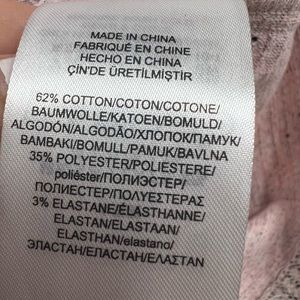 MADE IN CHINA
FABRIQUÉ EN CHINE
HECHO EN CHINA
ÇİN'DE ÜRETİLMİŞTİR
62% COTTON/COTON/COTONE/
BAUMWOLLE/KATOEN/BOMULD/
ALGODÓN/ALGODÃO/ХЛОПОК/ПАМУК/
BAMBAKI/BOMULL/PAMUK/BAVLNA
35% POLYESTER/POLIESTERE/
poliéster/ПОЛИЭСТЕР/
ПОЛИЕСТЕР/ΠΟΛΥΕΣΤΕΡΑΣ
3% ELASTANE/ÉLASTHANNE/
ELASTAN/ELASTAAN/
ELASTHAN/elastano/
ЭЛАСТАН/ЕЛАСТАН/ΕΛΑΣΤΑΝ